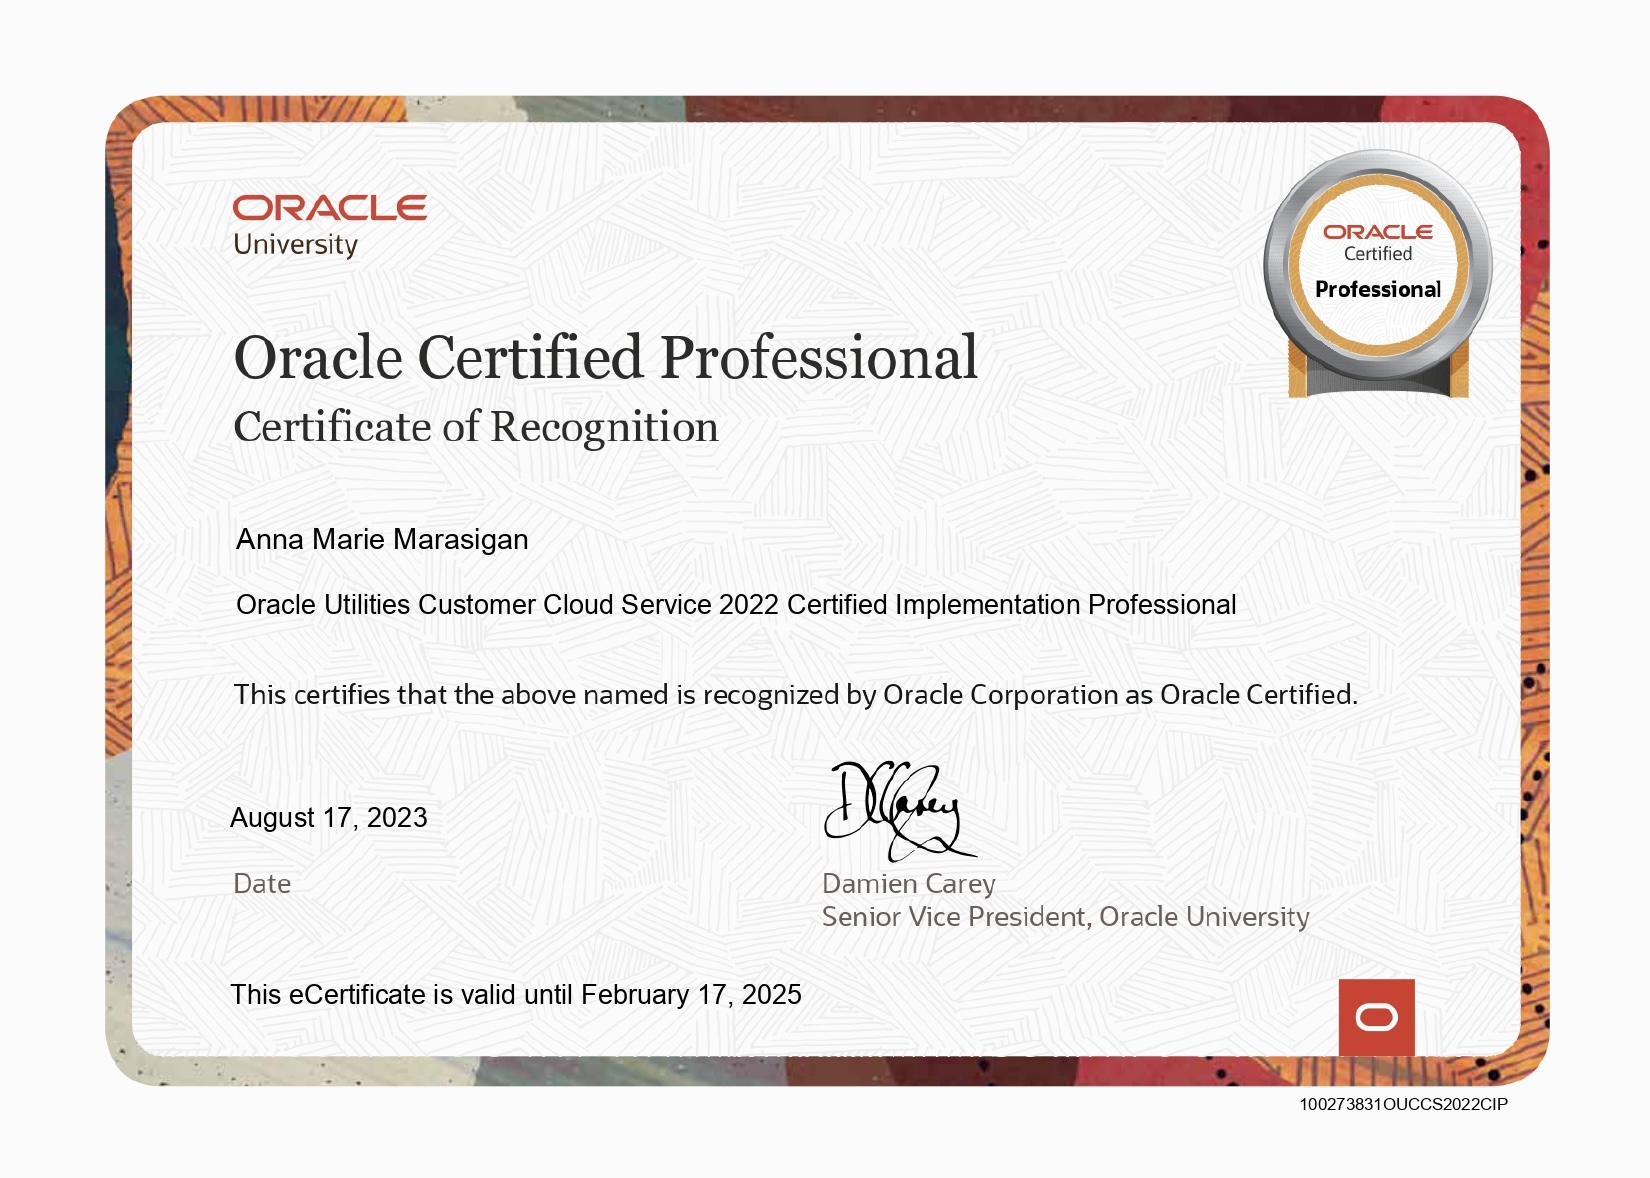 ORACLE
University
ORACLE
Certified
Professional
Oracle Certified Professional
Certificate of Recognition
Anna Marie Marasigan
Oracle Utilities Customer Cloud Service 2022 Certified Implementation Professional
This certifies that the above named is recognized by Oracle Corporation as Oracle Certified.
August 17, 2023
DCarey
Date
Damien Carey
Senior Vice President, Oracle University
This eCertificate is valid until February 17, 2025
100273831OUCCS2022CIP